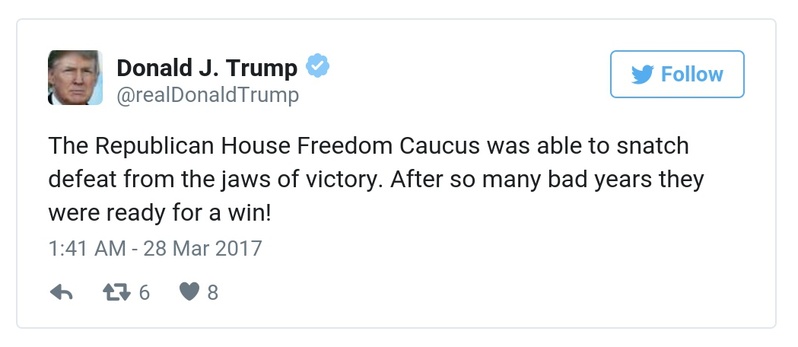 Donald J. Trump
@realDonaldTrump
Follow
The Republican House Freedom Caucus was able to snatch
defeat from the jaws of victory. After so many bad years they
were ready for a win!
1:41 AM - 28 Mar 2017
6 8